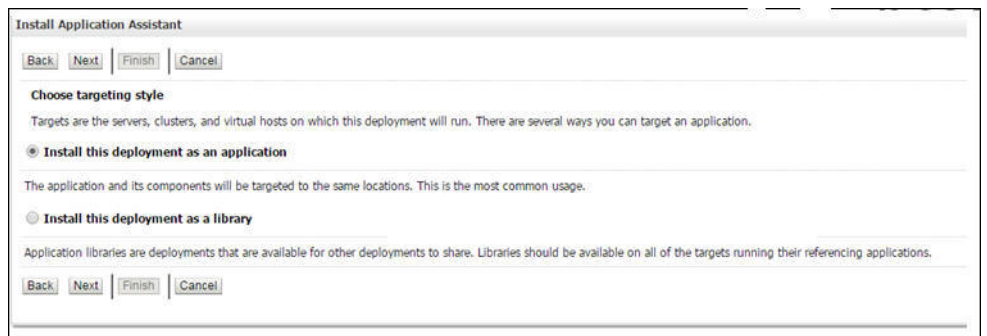 Install Application Assistant
Back Next Finish Cancel
Choose targeting style
Targets are the servers, clusters, and virtual hosts on which this deployment will run. There are several ways you can target an application.
Install this deployment as an application
The application and its components will be targeted to the same locations. This is the most common usage.
Install this deployment as a library
Application libraries are deployments that are available for other deployments to share. Libraries should be available on all of the targets running their referencing applications.
Back Next Finish Cancel